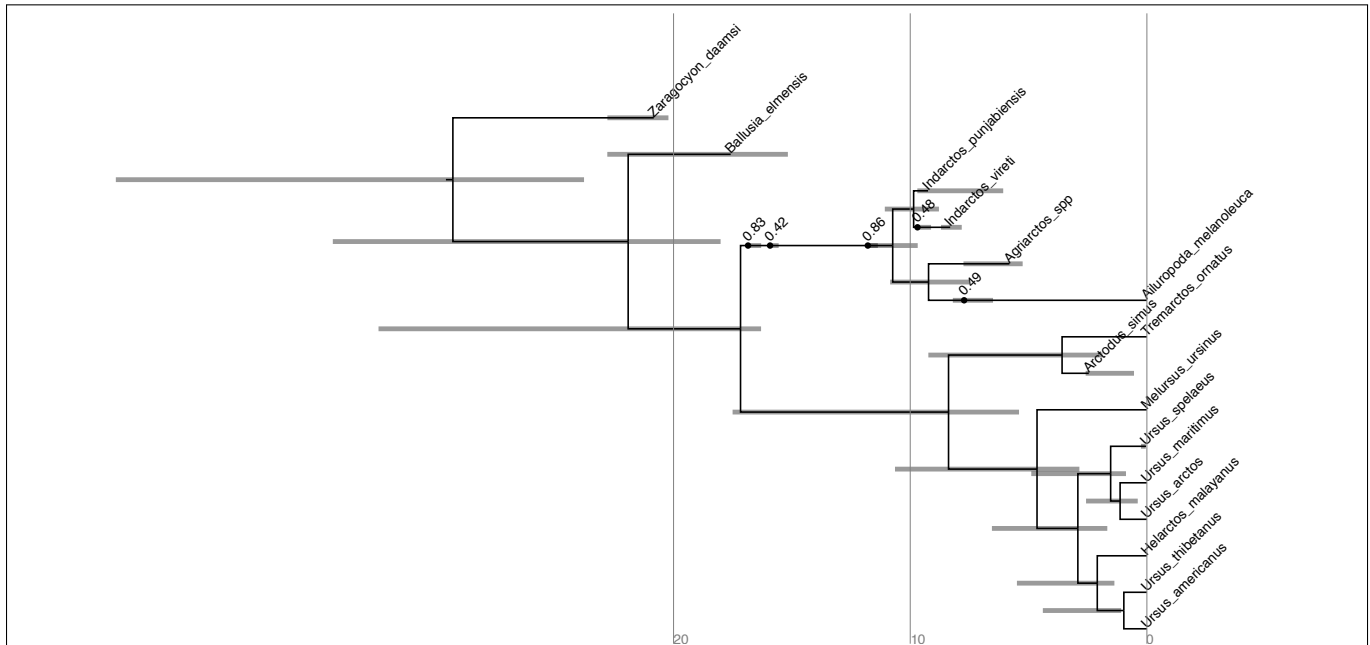 Zaragocyon_daamsi
Ballusia_elmensis
Indarctos_punjabiensis
0.48
Indarctos_vireti
0.83
0.42
0.86
Agriarctos_spp
0.49
Ailuropoda_melanoleuca
Tremarctos_ornatus
Arctodus_simus
Melursus_ursinus
Ursus_spelaeus
Ursus_maritimus
Ursus_arctos
Helarctos_malayanus
Ursus_thibetanus
Ursus_americanus
20
10
0